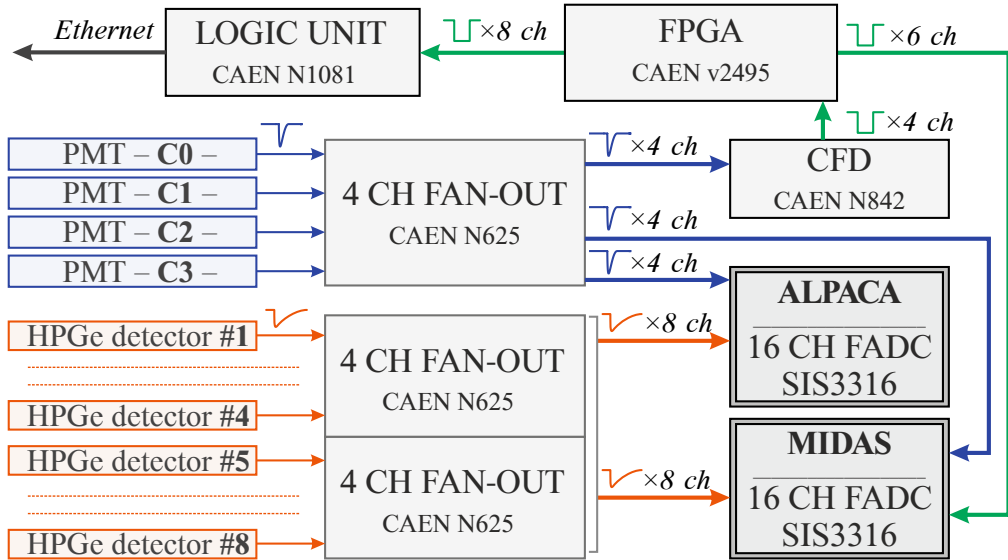 Ethernet
LOGIC UNIT
CAEN N1081
×8 ch
FPGA
CAEN v2495
×6 ch
PMT – C0 –
PMT – C1 –
PMT – C2 –
PMT – C3 –
4 CH FAN-OUT
CAEN N625
×4 ch
×4 ch
×4 ch
×4 ch
CFD
CAEN N842
HPGe detector #1
HPGe detector #4
HPGe detector #5
HPGe detector #8
4 CH FAN-OUT
CAEN N625
4 CH FAN-OUT
CAEN N625
×8 ch
×8 ch
ALPACA
16 CH FADC
SIS3316
MIDAS
16 CH FADC
SIS3316